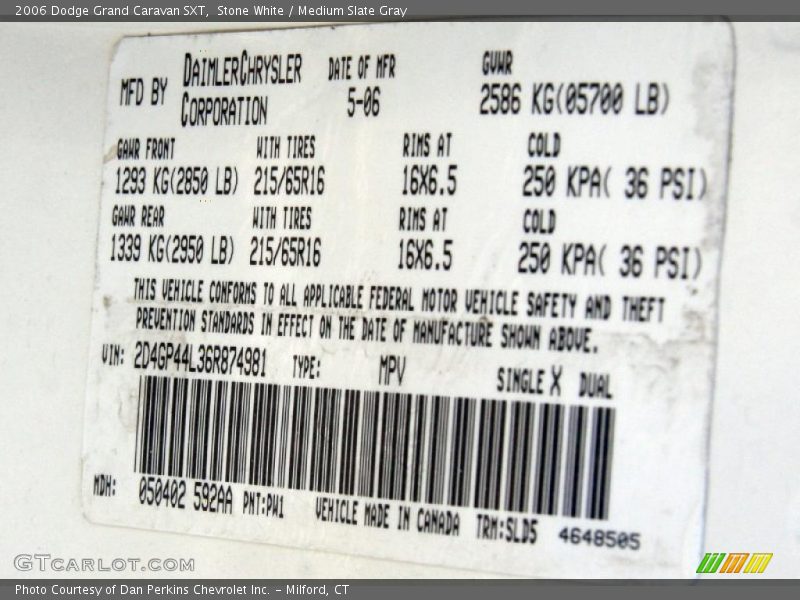 2006 Dodge Grand Caravan SXT,  Stone White / Medium Slate Gray
MFD BY DAIMLERCHRYSLER CORPORATION DATE OF MFR 5-06 GVWR 2586 KG(05700 LB)
GAWR FRONT WITH TIRES RIMS AT COLD
1293 KG(2850 LB) 215/65R16 16X6.5 250 KPA( 36 PSI)
GAWR REAR WITH TIRES RIMS AT COLD
1339 KG(2950 LB) 215/65R16 16X6.5 250 KPA( 36 PSI)
THIS VEHICLE CONFORMS TO ALL APPLICABLE FEDERAL MOTOR VEHICLE SAFETY AND THEFT
PREVENTION STANDARDS IN EFFECT ON THE DATE OF MANUFACTURE SHOWN ABOVE.
VIN: 2D4GP44L36R874981 TYPE: MPV SINGLE X DUAL
MDH: 050402 592AA PNT:PW1 VEHICLE MADE IN CANADA TRM:SLD5 4648505
GTCARLOT.COM
Photo Courtesy of Dan Perkins Chevrolet Inc. - Milford, CT